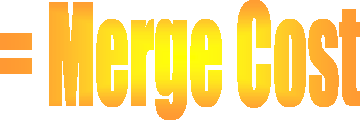 = Merge Cost